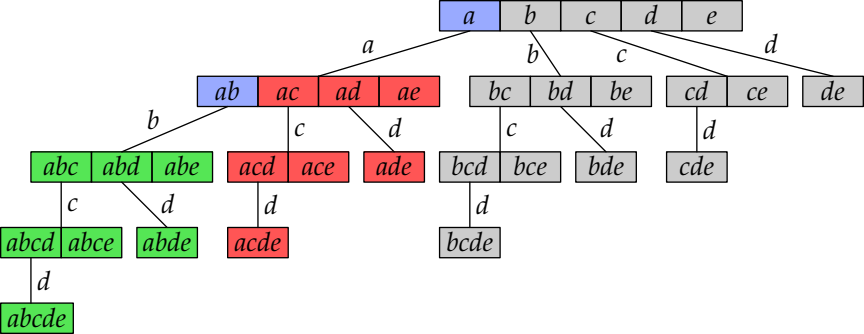 a b c d e
a b c d
ab ac ad ae bc bd be cd ce de
b c d c d d
abc abd abe acd ace ade bcd bce bde cde
c d d d
abcd abce abde acde bcde
d
abcde